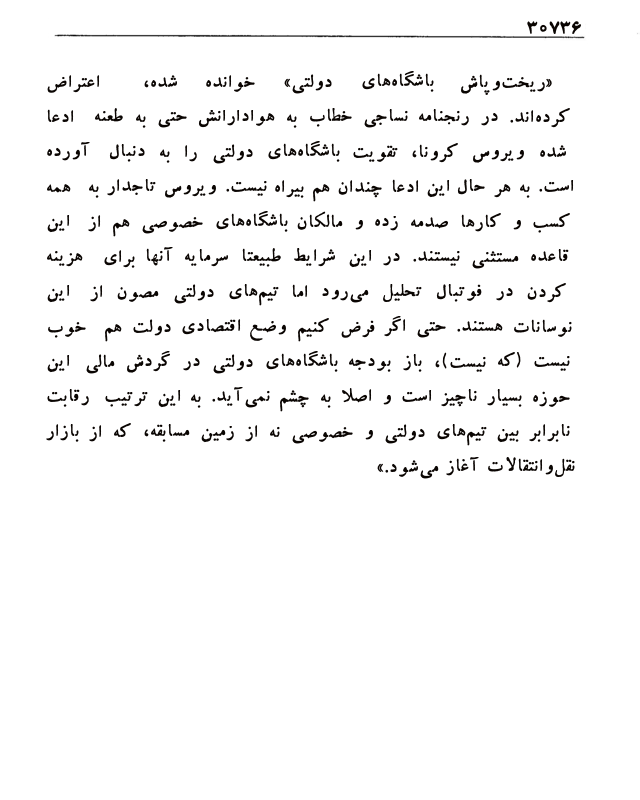 ۳۰۷۳۶
«ریخت‌وپاش باشگاه‌های دولتی» خوانده شده، اعتراض
کرده‌اند. در رنجنامه نساجی خطاب به هوادارانش حتی به طعنه ادعا
شده ویروس کرونا، تقویت باشگاه‌های دولتی را به دنبال آورده
است. به هر حال این ادعا چندان هم بیراه نیست. ویروس تاجدار به همه
کسب و کارها صدمه زده و مالکان باشگاه‌های خصوصی هم از این
قاعده مستثنی نیستند. در این شرایط طبیعتا سرمایه آنها برای هزینه
کردن در فوتبال تحلیل می‌رود اما تیم‌های دولتی مصون از این
نوسانات هستند. حتی اگر فرض کنیم وضع اقتصادی دولت هم خوب
نیست (که نیست)، باز بودجه باشگاه‌های دولتی در گردش مالی این
حوزه بسیار ناچیز است و اصلا به چشم نمی‌آید. به این ترتیب رقابت
نابرابر بین تیم‌های دولتی و خصوصی نه از زمین مسابقه، که از بازار
نقل‌وانتقالات آغاز می‌شود.»